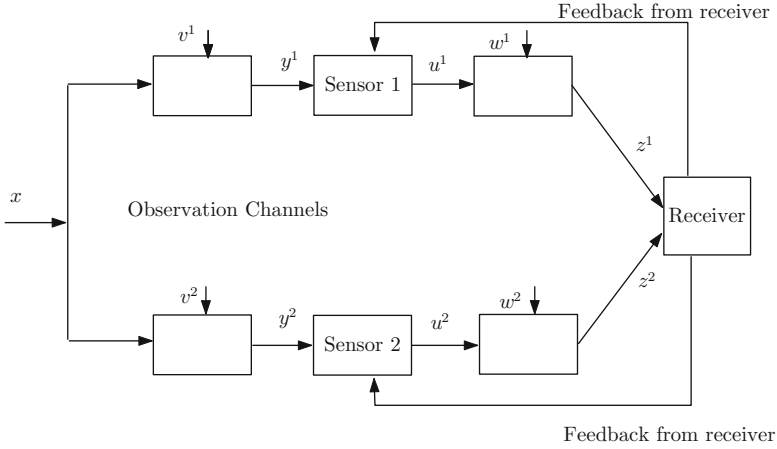 Feedback from receiver
v¹
y¹
Sensor 1
u¹
w¹
z¹
x
Observation Channels
Receiver
v²
y²
Sensor 2
u²
w²
z²
Feedback from receiver